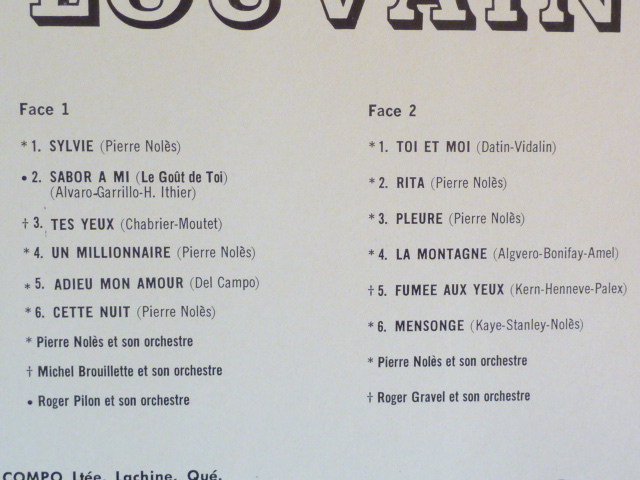 LOUVAIN
Face 1
* 1. SYLVIE (Pierre Nolès)
• 2. SABOR A MI (Le Goût de Toi)
(Alvaro-Garrillo-H. Ithier)
† 3. TES YEUX (Chabrier-Moutet)
* 4. UN MILLIONNAIRE (Pierre Nolès)
* 5. ADIEU MON AMOUR (Del Campo)
* 6. CETTE NUIT (Pierre Nolès)
* Pierre Nolès et son orchestre
† Michel Brouillette et son orchestre
• Roger Pilon et son orchestre
Face 2
* 1. TOI ET MOI (Datin-Vidalin)
* 2. RITA (Pierre Nolès)
* 3. PLEURE (Pierre Nolès)
* 4. LA MONTAGNE (Algvero-Bonifay-Amel)
† 5. FUMEE AUX YEUX (Kern-Henneve-Palex)
* 6. MENSONGE (Kaye-Stanley-Nolès)
* Pierre Nolès et son orchestre
† Roger Gravel et son orchestre
COMPO Ltée, Lachine, Qué.